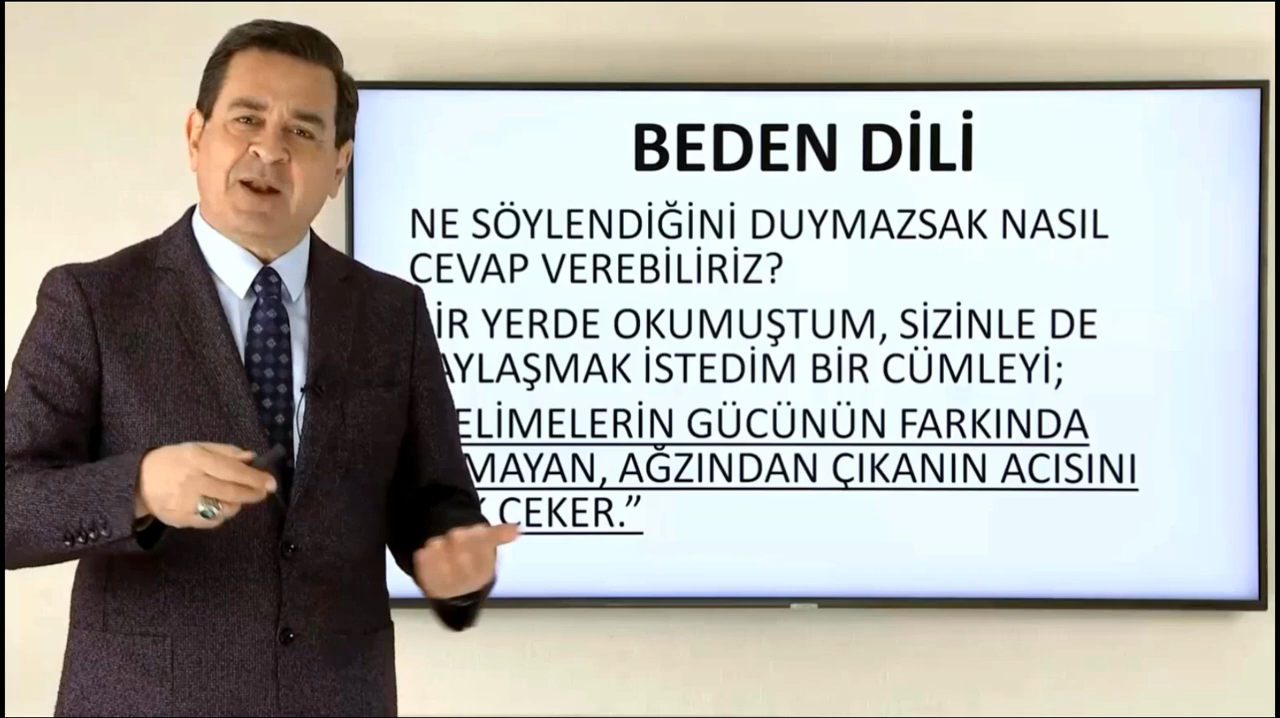 BEDEN DİLİ
NE SÖYLENDİĞİNİ DUYMAZSAK NASIL
CEVAP VEREBİLİRİZ?
YERDE OKUMUŞTUM, SİZİNLE DE
İSTEDİM BİR CÜMLEYİ;
GÜCÜNÜN FARKINDA
AĞZINDAN ÇIKANIN ACISINI
ÇEKER.”